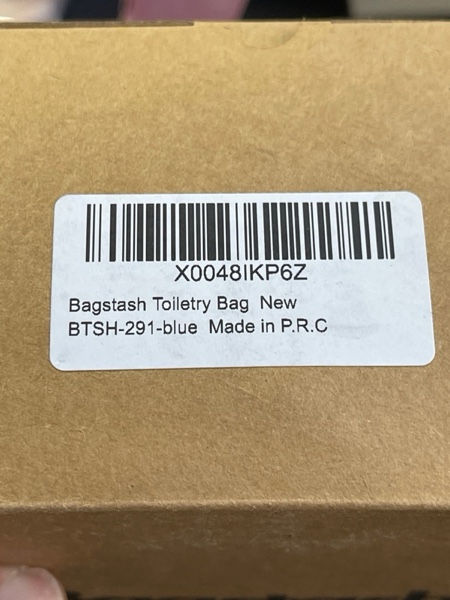 X0048IKP6Z
Bagstash Toiletry Bag  New
BTSH-291-blue  Made in P.R.C